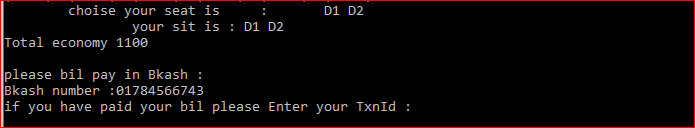 choise your seat is : D1 D2
your sit is : D1 D2
Total economy 1100
please bil pay in Bkash :
Bkash number :01784566743
if you have paid your bil please Enter your TxnId :